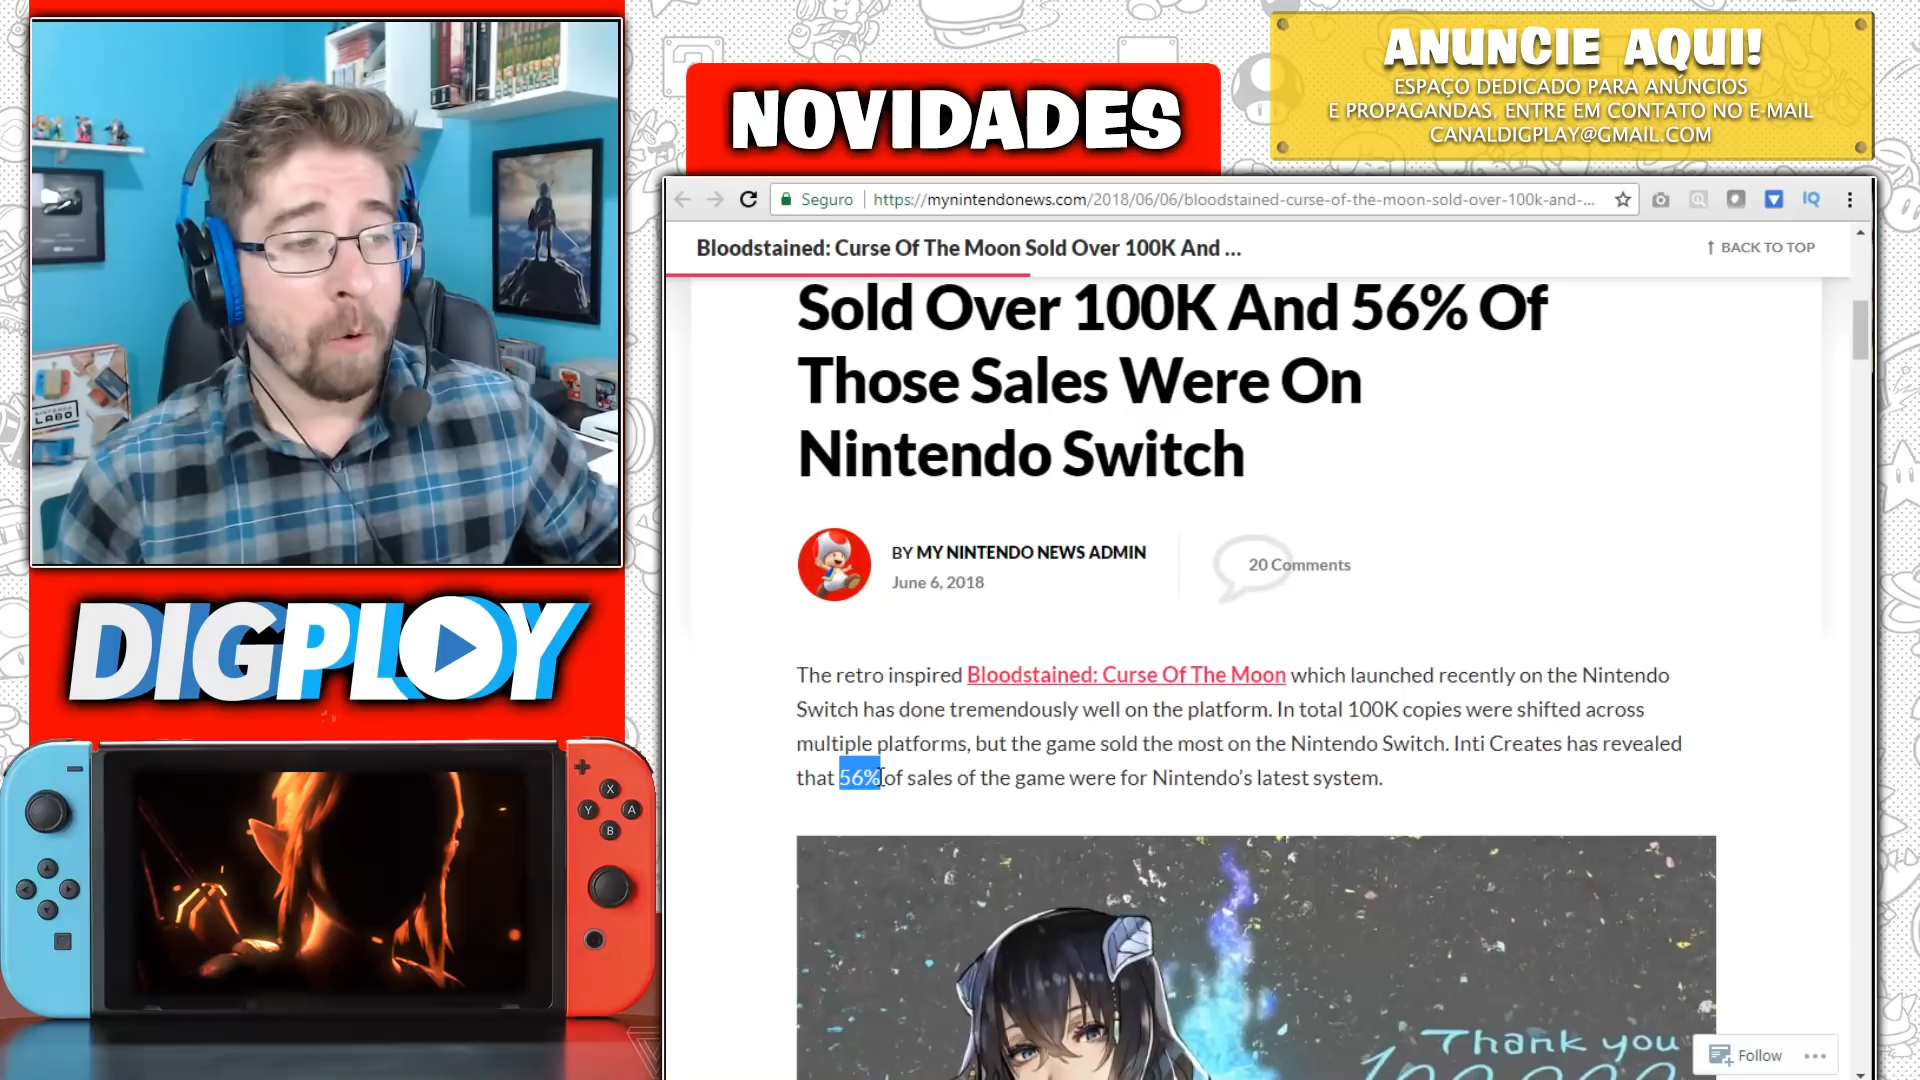 ANUNCIE AQUI!
ESPAÇO DEDICADO PARA ANÚNCIOS
E PROPAGANDAS. ENTRE EM CONTATO NO E-MAIL
CANALDIGPLAY@GMAIL.COM
NOVIDADES
Seguro
https://mynintendonews.com/2018/06/06/bloodstained-curse-of-the-moon-sold-over-100k-and-...
IQ
Bloodstained: Curse Of The Moon Sold Over 100K And ...
↑ BACK TO TOP
Sold Over 100K And 56% Of
Those Sales Were On
Nintendo Switch
BY MY NINTENDO NEWS ADMIN
June 6, 2018
20 Comments
The retro inspired Bloodstained: Curse Of The Moon which launched recently on the Nintendo
Switch has done tremendously well on the platform. In total 100K copies were shifted across
multiple platforms, but the game sold the most on the Nintendo Switch. Inti Creates has revealed
that 56% of sales of the game were for Nintendo's latest system.
Thank you
Follow
LABO
DIGPLAY
X
Y
A
B